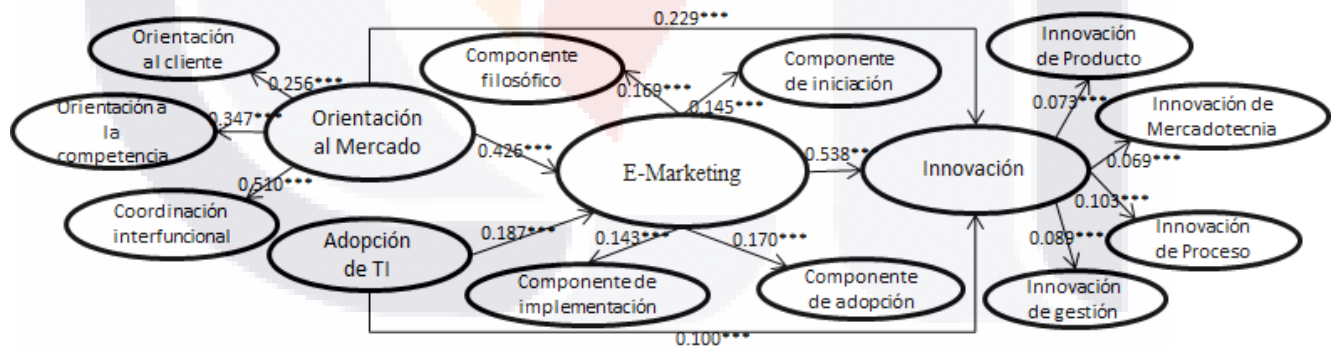 0.229***
Orientación
al cliente
Componente
filosófico
Componente
de iniciación
Innovación
de Producto
0.256***
0.169***
0.145***
0.073***
Orientación a
la
competencia
0.347***
Orientación
al Mercado
0.426***
E-Marketing
0.538***
Innovación
Innovación de
Mercadotecnia
0.069***
0.510***
Coordinación
interfuncional
0.103***
Adopción
de TI
0.187***
0.143***
0.170***
0.089***
Innovación
de Proceso
Componente de
implementación
Componente
de adopción
Innovación
de gestión
0.100***